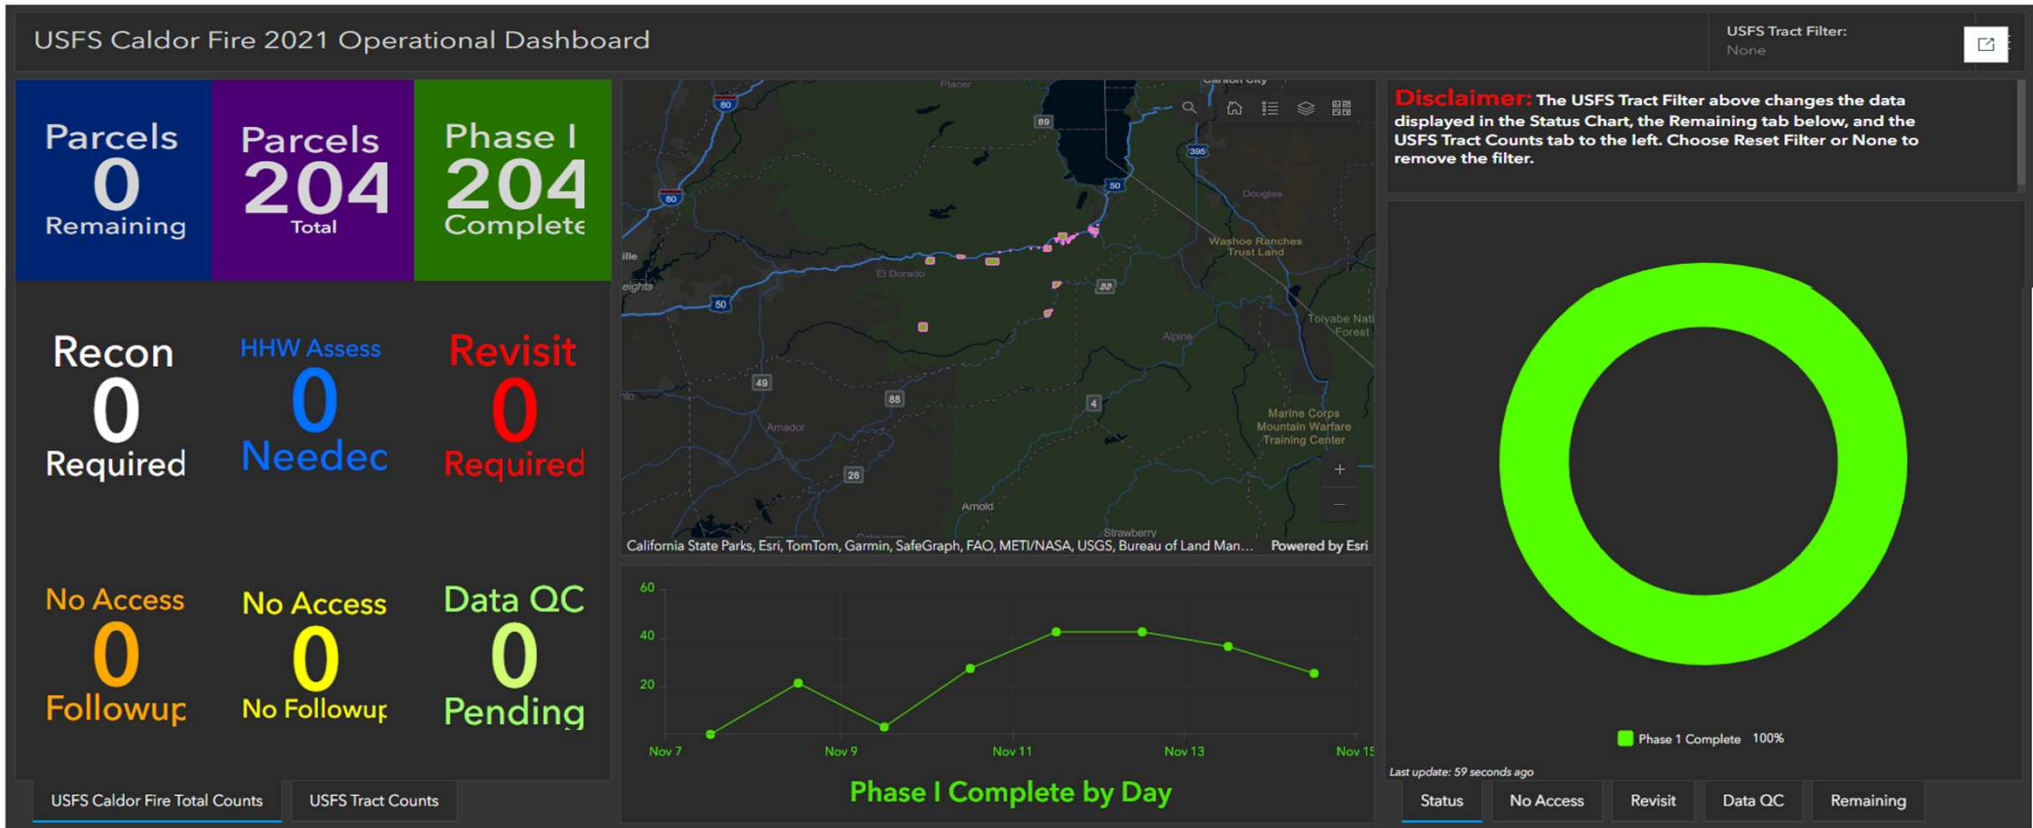 USFS Caldor Fire 2021 Operational Dashboard
USFS Tract Filter:
None
Parcels
0
Remaining
Parcels
204
Total
Phase I
204
Complete
Recon
0
Required
HHW Assess
0
Needed
Revisit
0
Required
No Access
0
Followup
No Access
0
No Followup
Data QC
0
Pending
USFS Caldor Fire Total Counts
USFS Tract Counts
Placer
Carson City
80
89
395
80
50
Douglas
Washoe Ranches
Trust Land
ille
El Dorado
eights
88
50
Toiyabe Nati
Forest
Alpine
49
88
4
Marine Corps
Mountain Warfare
Training Center
Amador
26
Arnold
Strawberry
California State Parks, Esri, TomTom, Garmin, SafeGraph, FAO, METI/NASA, USGS, Bureau of Land Man...
Powered by Esri
60
40
20
Nov 7
Nov 9
Nov 11
Nov 13
Nov 15
Phase I Complete by Day
Disclaimer: The USFS Tract Filter above changes the data
displayed in the Status Chart, the Remaining tab below, and the
USFS Tract Counts tab to the left. Choose Reset Filter or None to
remove the filter.
Phase 1 Complete 100%
Last update: 59 seconds ago
Status
No Access
Revisit
Data QC
Remaining